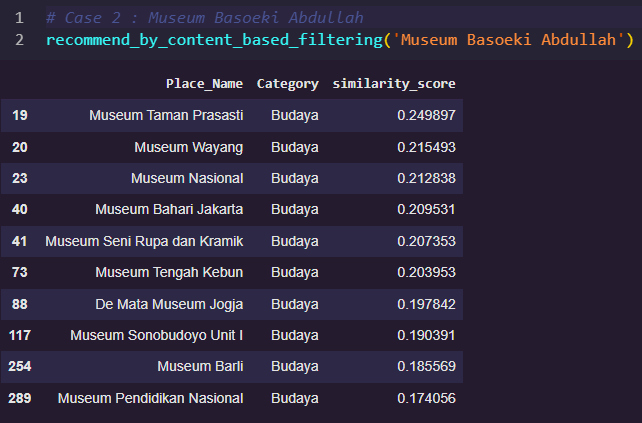 1 # Case 2 : Museum Basoeki Abdullah
2 recommend_by_content_based_filtering('Museum Basoeki Abdullah')
Place_Name Category similarity_score
19 Museum Taman Prasasti Budaya 0.249897
20 Museum Wayang Budaya 0.215493
23 Museum Nasional Budaya 0.212838
40 Museum Bahari Jakarta Budaya 0.209531
41 Museum Seni Rupa dan Kramik Budaya 0.207353
73 Museum Tengah Kebun Budaya 0.203953
88 De Mata Museum Jogja Budaya 0.197842
117 Museum Sonobudoyo Unit I Budaya 0.190391
254 Museum Barli Budaya 0.185569
289 Museum Pendidikan Nasional Budaya 0.174056